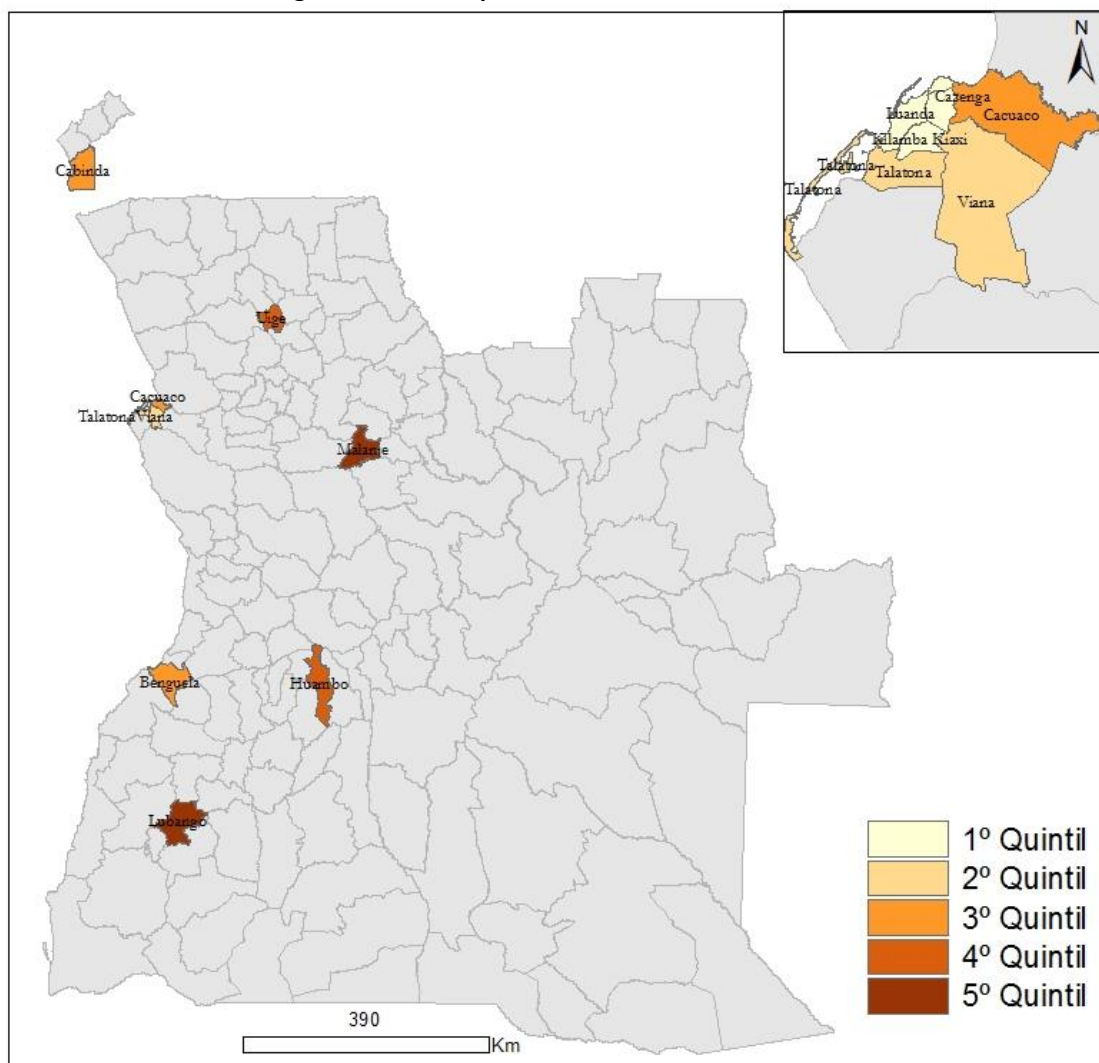 N
Cazenga
Luanda
Cacuaco
Kilamba Kiaxi
Talatona
Talatona
Talatona
Viana
Cabinda
Uige
Cacuaco
Talatona
Viana
Malanje
Benguela
Huambo
Lubango
1º Quintil
2º Quintil
3º Quintil
4º Quintil
5º Quintil
390
Km